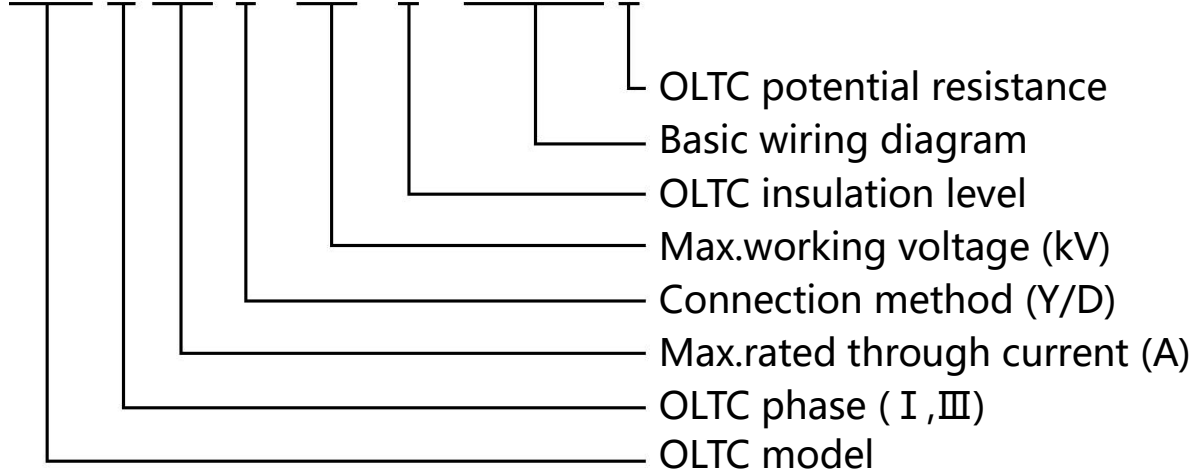 OLTC potential resistance
Basic wiring diagram
OLTC insulation level
Max.working voltage (kV)
Connection method (Y/D)
Max.rated through current (A)
OLTC phase (Ⅰ,Ⅲ)
OLTC model